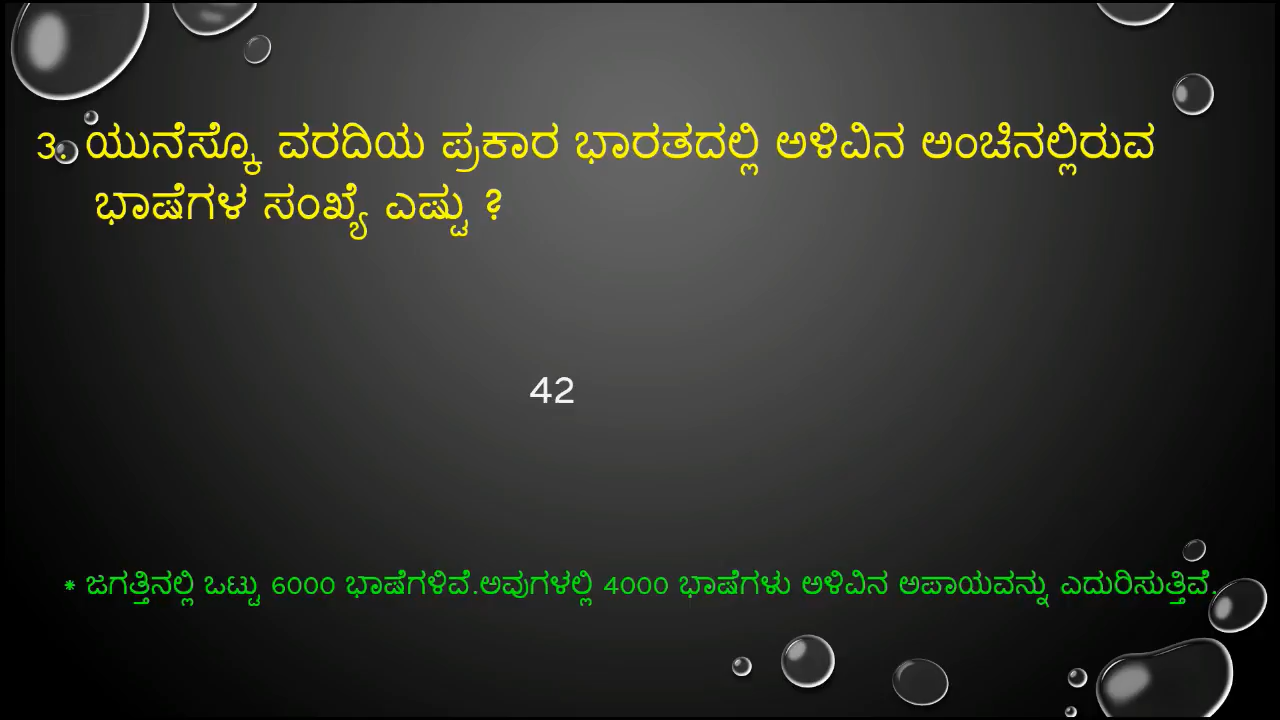 3. ಯುನೆಸ್ಕೊ ವರದಿಯ ಪ್ರಕಾರ ಭಾರತದಲ್ಲಿ ಅಳಿವಿನ ಅಂಚಿನಲ್ಲಿರುವ
ಭಾಷೆಗಳ ಸಂಖ್ಯೆ ಎಷ್ಟು ?
42
* ಜಗತ್ತಿನಲ್ಲಿ ಒಟ್ಟು 6000 ಭಾಷೆಗಳಿವೆ.ಅವುಗಳಲ್ಲಿ 4000 ಭಾಷೆಗಳು ಅಳಿವಿನ ಅಪಾಯವನ್ನು ಎದುರಿಸುತ್ತಿವೆ.